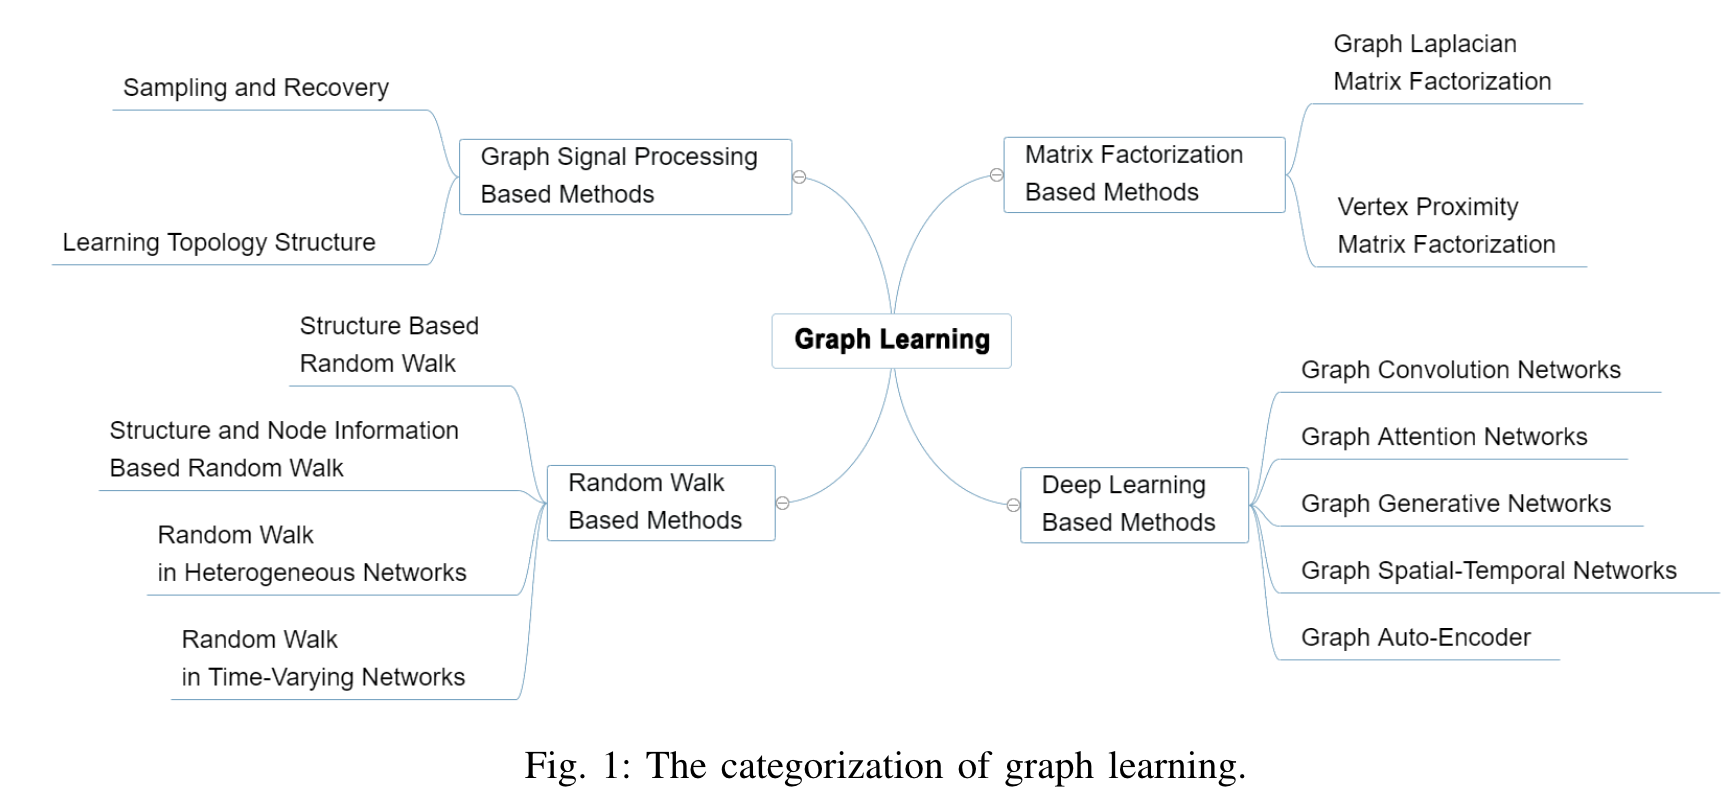 Sampling and Recovery
Graph Signal Processing
Based Methods
Learning Topology Structure
Graph Laplacian
Matrix Factorization
Matrix Factorization
Based Methods
Vertex Proximity
Matrix Factorization
Graph Learning
Structure Based
Random Walk
Structure and Node Information
Based Random Walk
Random Walk
Based Methods
Random Walk
in Heterogeneous Networks
Random Walk
in Time-Varying Networks
Graph Convolution Networks
Graph Attention Networks
Deep Learning
Based Methods
Graph Generative Networks
Graph Spatial-Temporal Networks
Graph Auto-Encoder
Fig. 1: The categorization of graph learning.